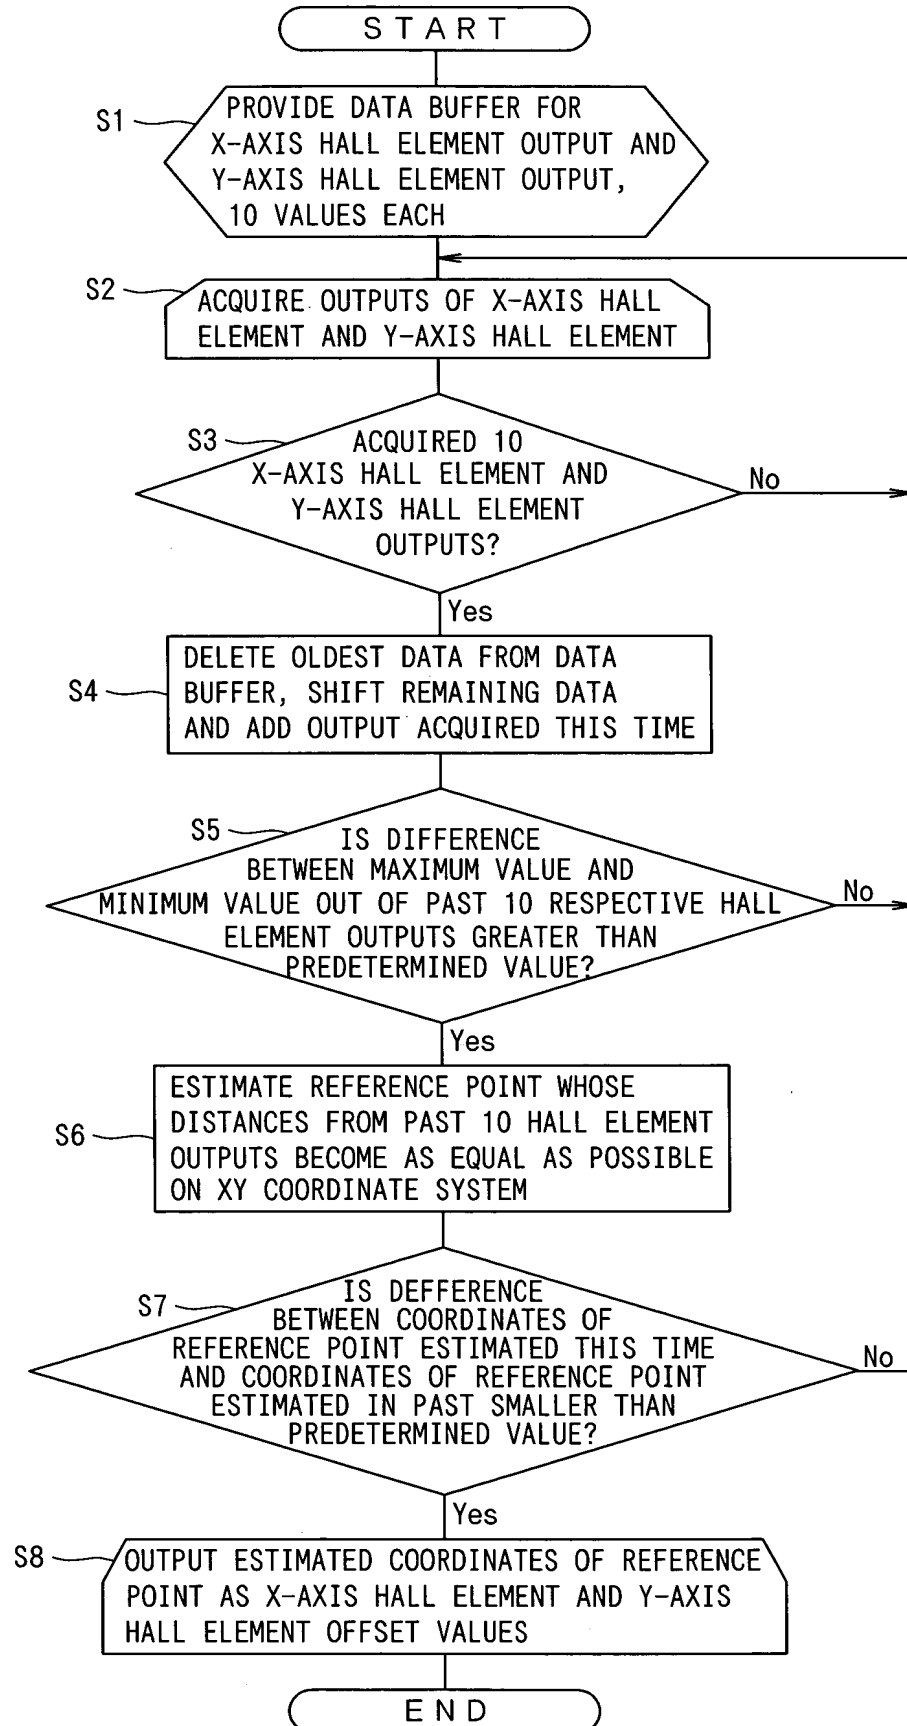 START
S1
PROVIDE DATA BUFFER FOR
X-AXIS HALL ELEMENT OUTPUT AND
Y-AXIS HALL ELEMENT OUTPUT,
10 VALUES EACH
S2
ACQUIRE OUTPUTS OF X-AXIS HALL
ELEMENT AND Y-AXIS HALL ELEMENT
S3
ACQUIRED 10
X-AXIS HALL ELEMENT AND
Y-AXIS HALL ELEMENT
OUTPUTS?
No
Yes
S4
DELETE OLDEST DATA FROM DATA
BUFFER, SHIFT REMAINING DATA
AND ADD OUTPUT ACQUIRED THIS TIME
S5
IS DIFFERENCE
BETWEEN MAXIMUM VALUE AND
MINIMUM VALUE OUT OF PAST 10 RESPECTIVE HALL
ELEMENT OUTPUTS GREATER THAN
PREDETERMINED VALUE?
No
Yes
S6
ESTIMATE REFERENCE POINT WHOSE
DISTANCES FROM PAST 10 HALL ELEMENT
OUTPUTS BECOME AS EQUAL AS POSSIBLE
ON XY COORDINATE SYSTEM
S7
IS DEFFERENCE
BETWEEN COORDINATES OF
REFERENCE POINT ESTIMATED THIS TIME
AND COORDINATES OF REFERENCE POINT
ESTIMATED IN PAST SMALLER THAN
PREDETERMINED VALUE?
No
Yes
S8
OUTPUT ESTIMATED COORDINATES OF REFERENCE
POINT AS X-AXIS HALL ELEMENT AND Y-AXIS
HALL ELEMENT OFFSET VALUES
END